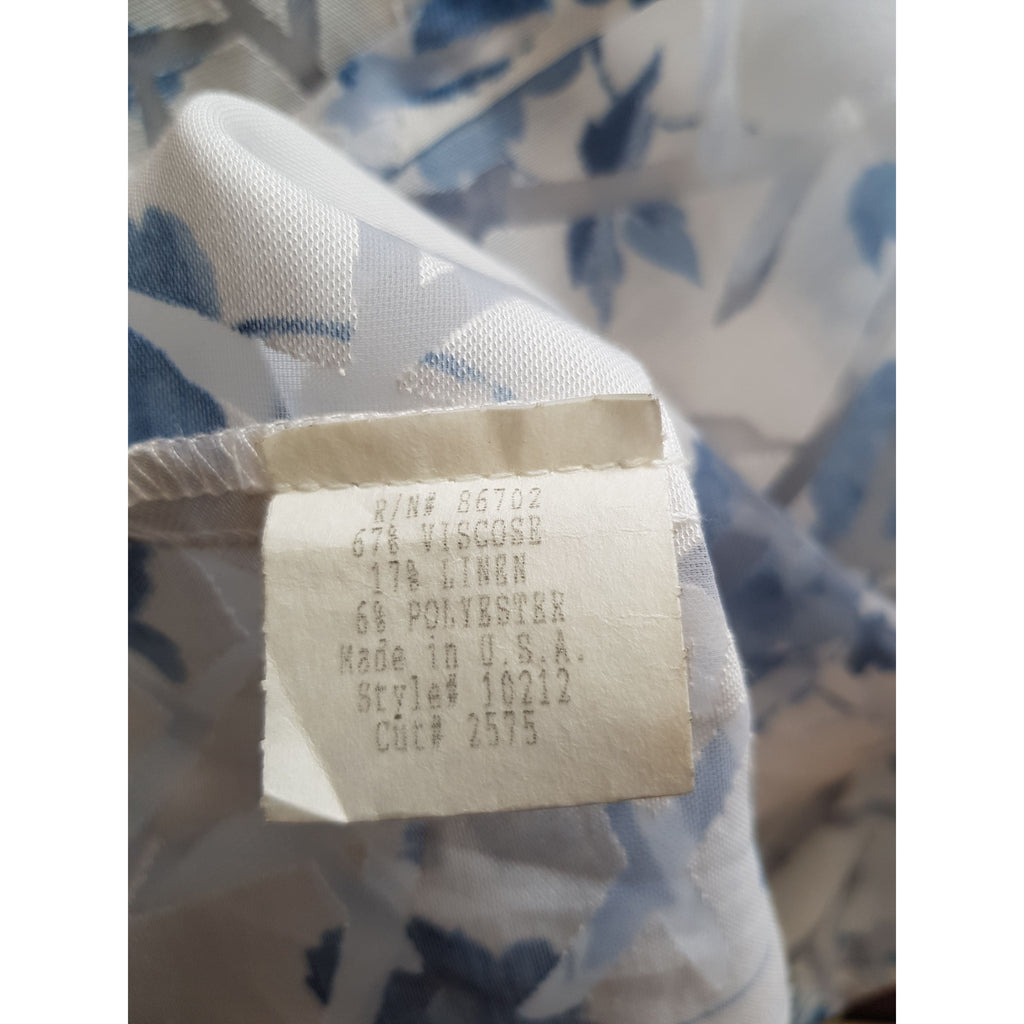 R/N# 86702
67% VISCOSE
17% LINEN
6% POLYESTER
Made in U.S.A.
Style# 10212
Cut# 2575